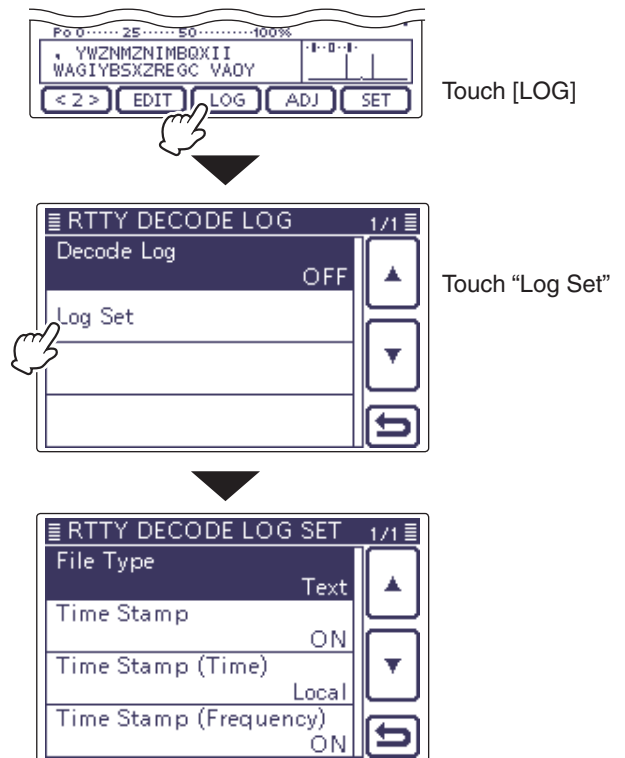 Po 0······25······50··········100%
, YWZNMZNIMBQXII
WAGIYBSXZREGC VAOY
< 2 > EDIT LOG ADJ SET
Touch [LOG]
RTTY DECODE LOG 1/1
Decode Log
OFF
Touch “Log Set”
Log Set
RTTY DECODE LOG SET 1/1
File Type
Text
Time Stamp
ON
Time Stamp (Time)
Local
Time Stamp (Frequency)
ON